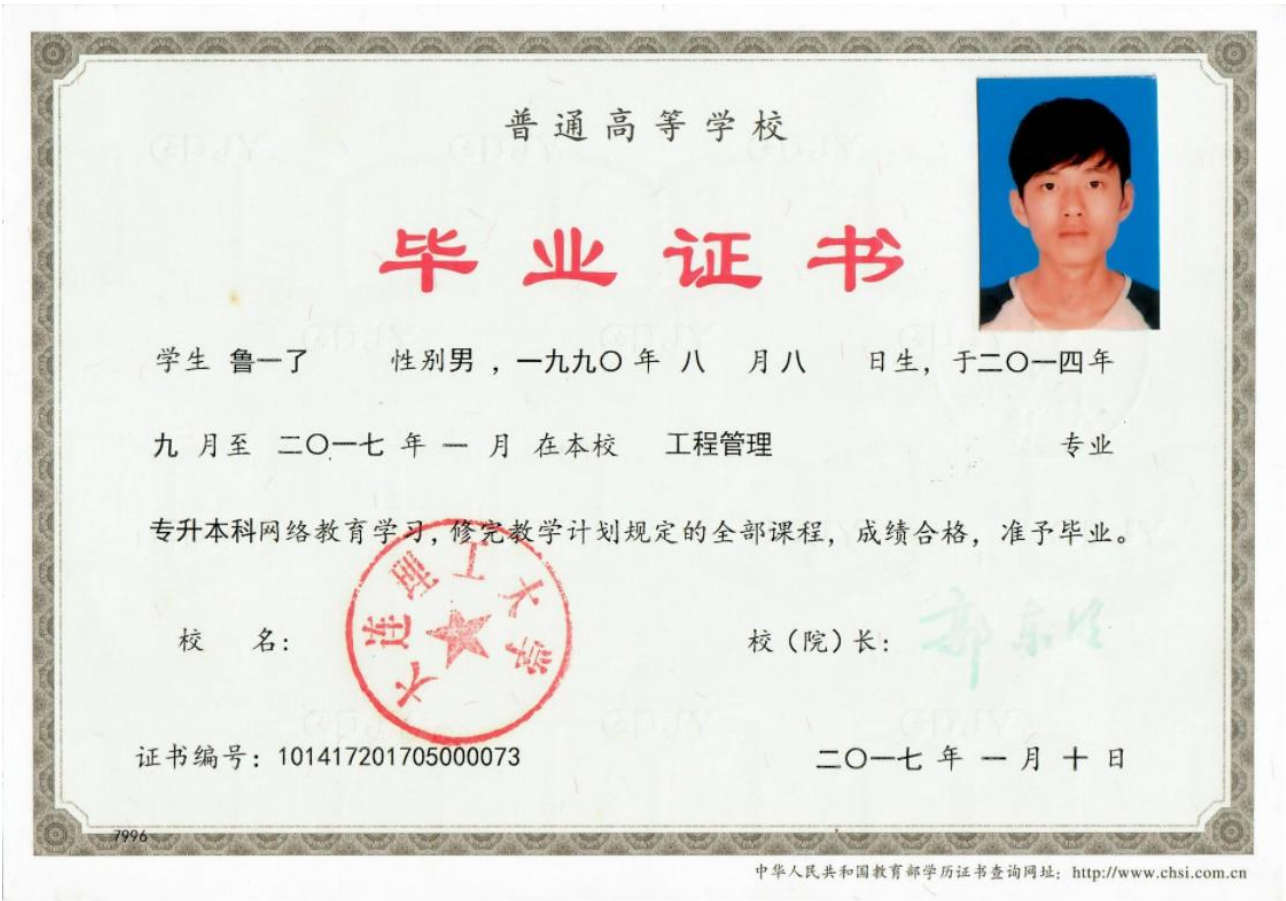 普通高等学校
毕业证书
学生 鲁一了 性别男，一九九〇年 八 月八 日生，于二〇一四年
九 月至 二〇一七 年 一 月 在本校 工程管理 专业
专升本科网络教育学习，修完教学计划规定的全部课程，成绩合格，准予毕业。
大连理工大学
校 名： 校（院）长：
证书编号：101417201705000073 二〇一七 年 一 月 十 日
7996
中华人民共和国教育部学历证书查询网址：http://www.chsi.com.cn